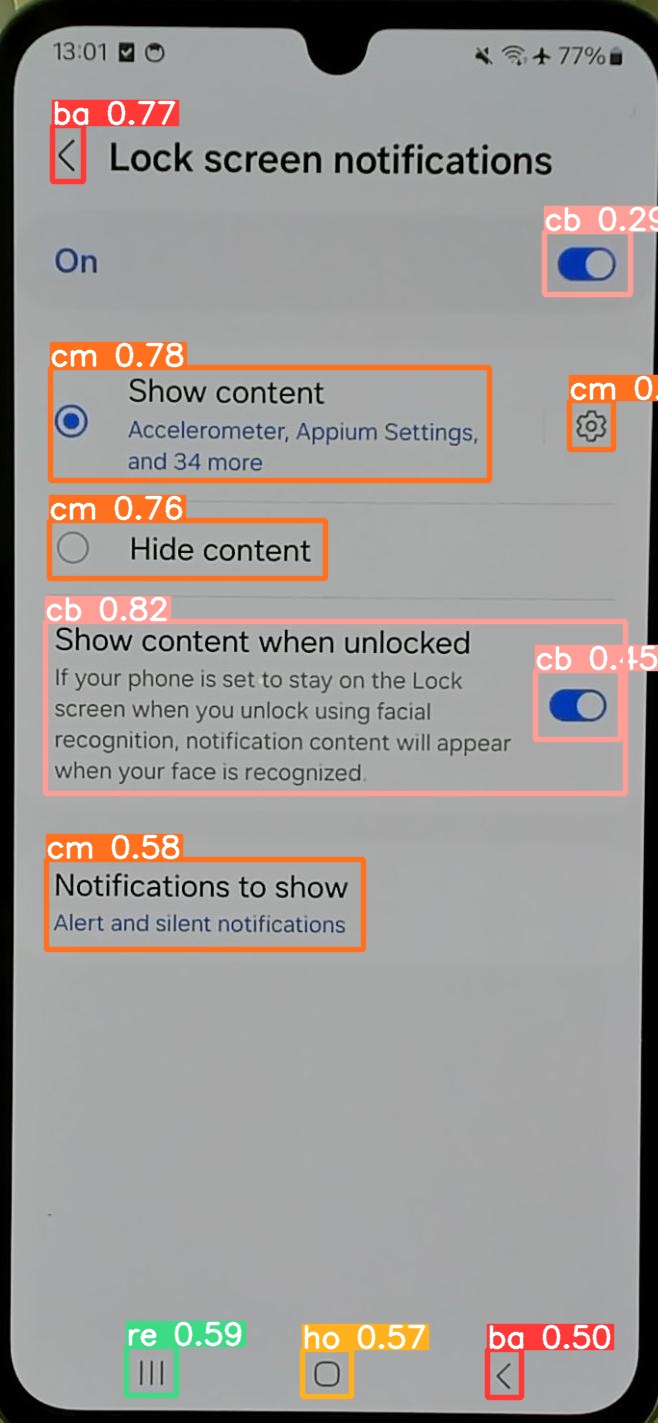 13:01 77%
ba 0.77
Lock screen notifications
cb 0.29
On
cm 0.78
Show content
cm 0.
Accelerometer, Appium Settings,
and 34 more
cm 0.76
Hide content
cb 0.82
Show content when unlocked
cb 0.45
If your phone is set to stay on the Lock
screen when you unlock using facial
recognition, notification content will appear
when your face is recognized.
cm 0.58
Notifications to show
Alert and silent notifications
re 0.59 ho 0.57 ba 0.50